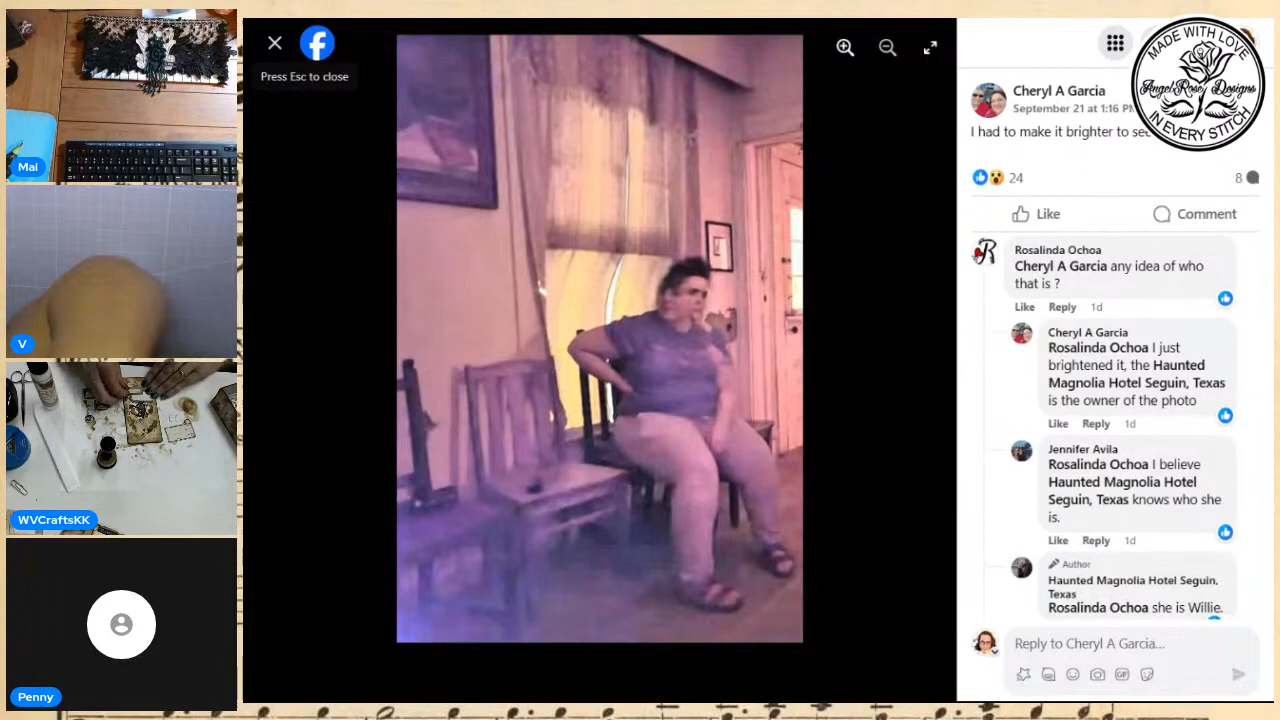 Mai
V
WVCraftsKK
Penny
Press Esc to close
MADE WITH LOVE
AngelRose Designs
IN EVERY STITCH
Cheryl A Garcia
September 21 at 1:16
I had to make it brighter to
24
8
Like
Comment
Rosalinda Ochoa
Cheryl A Garcia any idea of who
that is ?
Like Reply 1d
Cheryl A Garcia
Rosalinda Ochoa I just
brightened it, the Haunted
Magnolia Hotel Seguin, Texas
is the owner of the photo
Like Reply 1d
Jennifer Avila
Rosalinda Ochoa I believe
Haunted Magnolia Hotel
Seguin, Texas knows who she
is.
Like Reply 1d
Author
Haunted Magnolia Hotel Seguin,
Texas
Rosalinda Ochoa she is Willie.
Reply to Cheryl A Garcia...
GIF